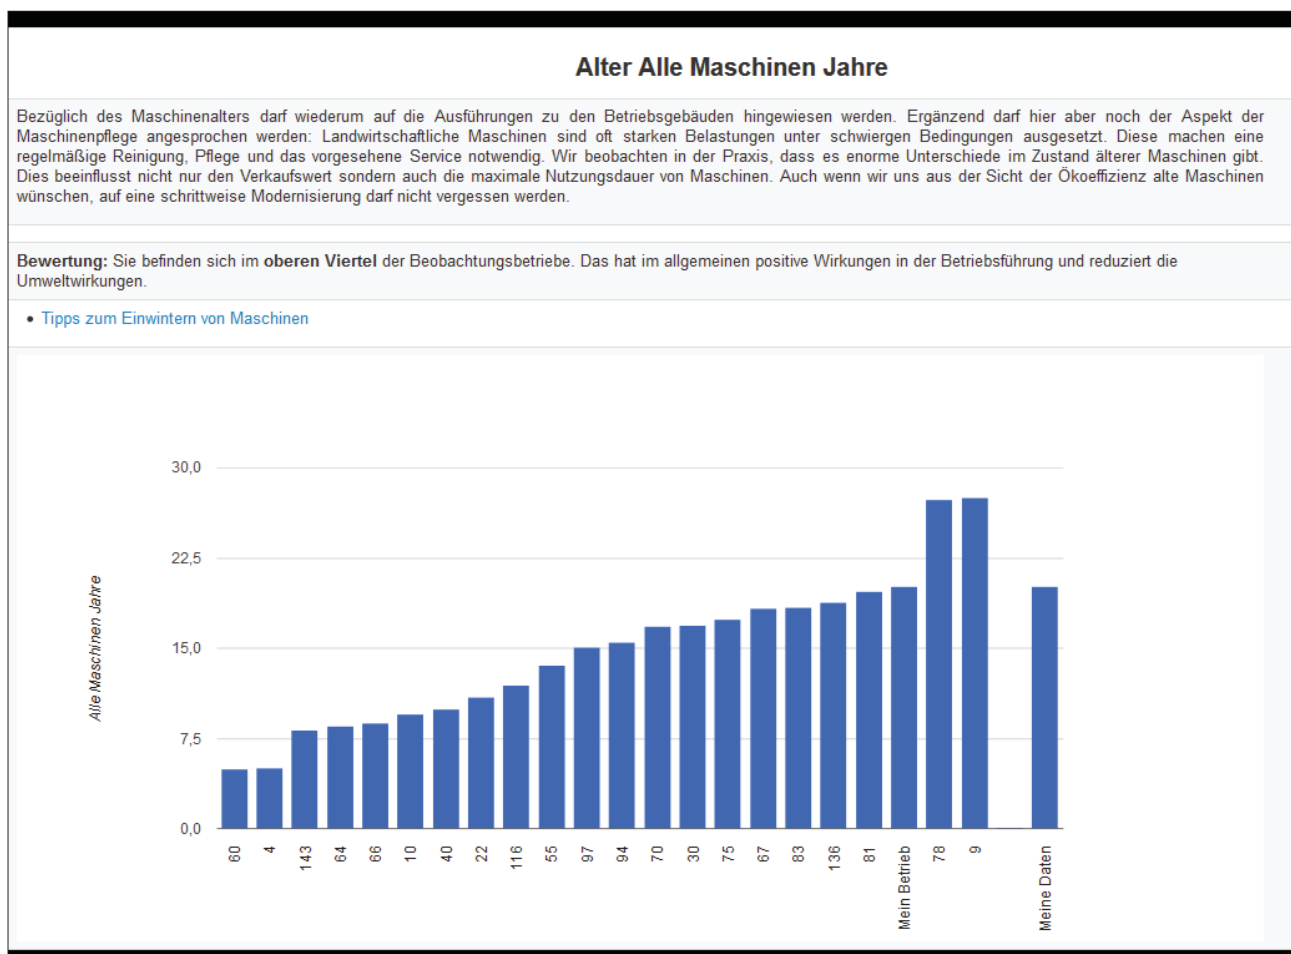 Alter Alle Maschinen Jahre
Bezüglich des Maschinenalters darf wiederum auf die Ausführungen zu den Betriebsgebäuden hingewiesen werden. Ergänzend darf hier aber noch der Aspekt der
Maschinenpflege angesprochen werden: Landwirtschaftliche Maschinen sind oft starken Belastungen unter schwiergen Bedingungen ausgesetzt. Diese machen eine
regelmäßige Reinigung, Pflege und das vorgesehene Service notwendig. Wir beobachten in der Praxis, dass es enorme Unterschiede im Zustand älterer Maschinen gibt.
Dies beeinflusst nicht nur den Verkaufswert sondern auch die maximale Nutzungsdauer von Maschinen. Auch wenn wir uns aus der Sicht der Ökoeffizienz alte Maschinen
wünschen, auf eine schrittweise Modernisierung darf nicht vergessen werden.
Bewertung: Sie befinden sich im oberen Viertel der Beobachtungsbetriebe. Das hat im allgemeinen positive Wirkungen in der Betriebsführung und reduziert die
Umweltwirkungen.
• Tipps zum Einwintern von Maschinen
30,0
22,5
15,0
7,5
0,0
Alle Maschinen Jahre
60
4
143
64
66
10
40
22
116
55
97
94
70
30
75
67
83
136
81
Mein Betrieb
78
9
Meine Daten